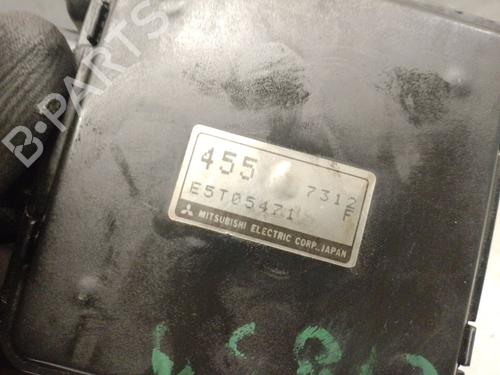 B-PARTS
455
7312
E5T05471
F
MITSUBISHI ELECTRIC CORP.,JAPAN